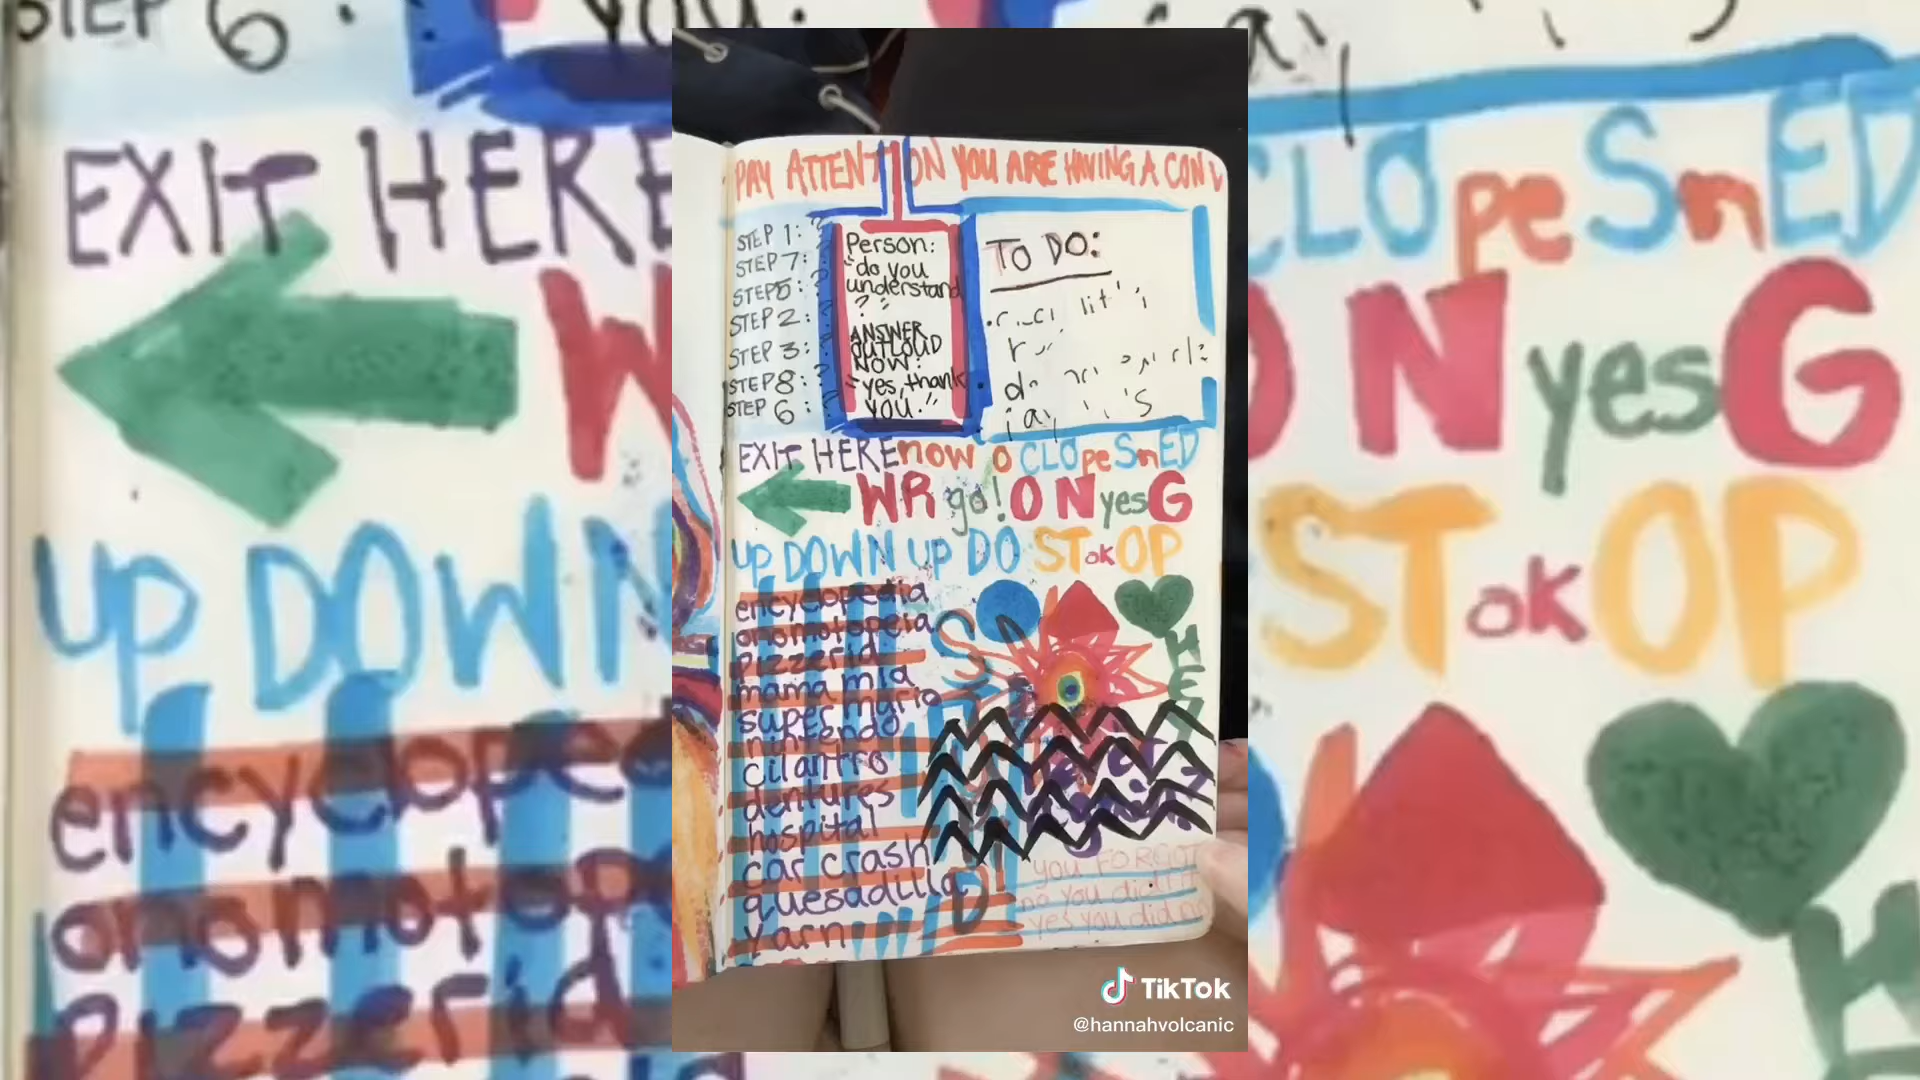 PAY ATTENTION YOU ARE HAVING A CONV
STEP 1: ?
STEP 7: ?
STEP 5: ?
STEP 2: ?
STEP 3: ?
STEP 8: ?
STEP 6: ?
Person:
"do you
understand
?"
ANSWER
OUTLOUD
NOW:
"yes, thank
you."
TO DO:
EXIT HERE now o CLOpeSnED
WR go! ON yes G
UP DOWN UP DO ST ok OP
encyclopedia
onomotopeia
pizzeria
mama mia
super mario
nintendo
cilantro
dentures
hospital
car crash
quesadilla
yarn
you FORGOT
no you didn't
yes you did no
TikTok
@hannahvolcanic